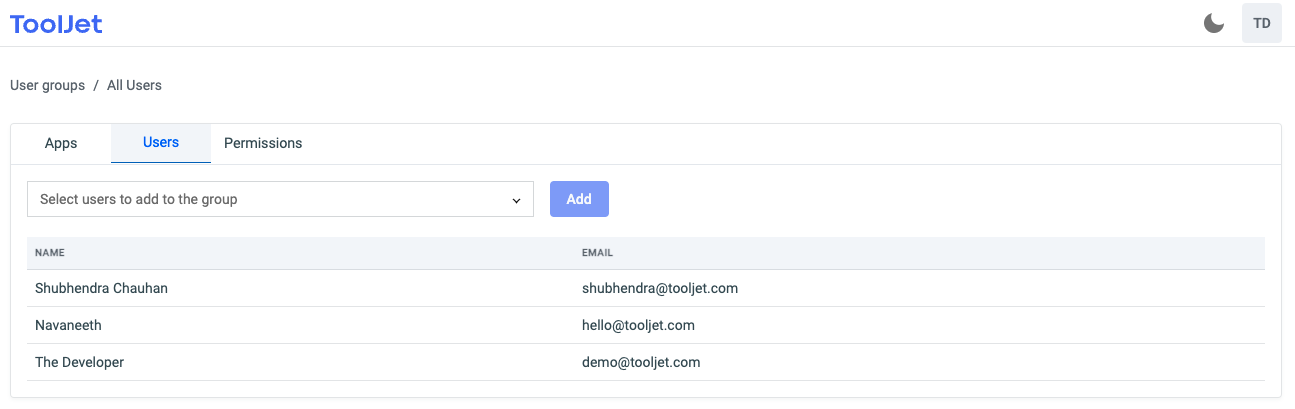 ToolJet
TD
User groups / All Users
Apps Users Permissions
Select users to add to the group Add
NAME EMAIL
Shubhendra Chauhan shubhendra@tooljet.com
Navaneeth hello@tooljet.com
The Developer demo@tooljet.com